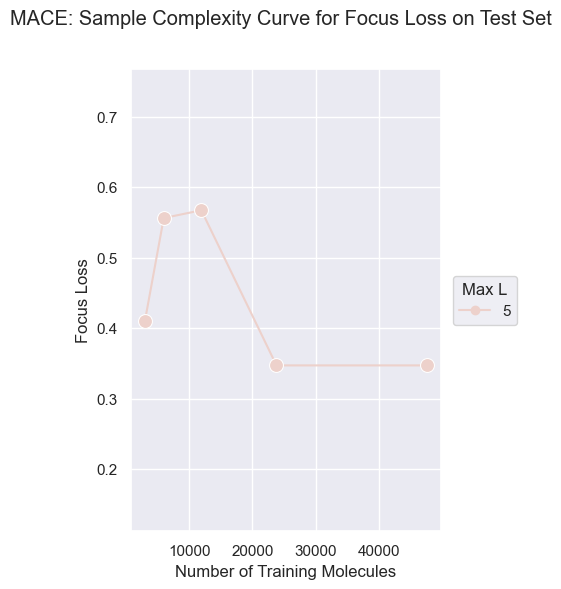 MACE: Sample Complexity Curve for Focus Loss on Test Set
0.7
0.6
0.5
0.4
0.3
0.2
Focus Loss
10000 20000 30000 40000
Number of Training Molecules
Max L
5